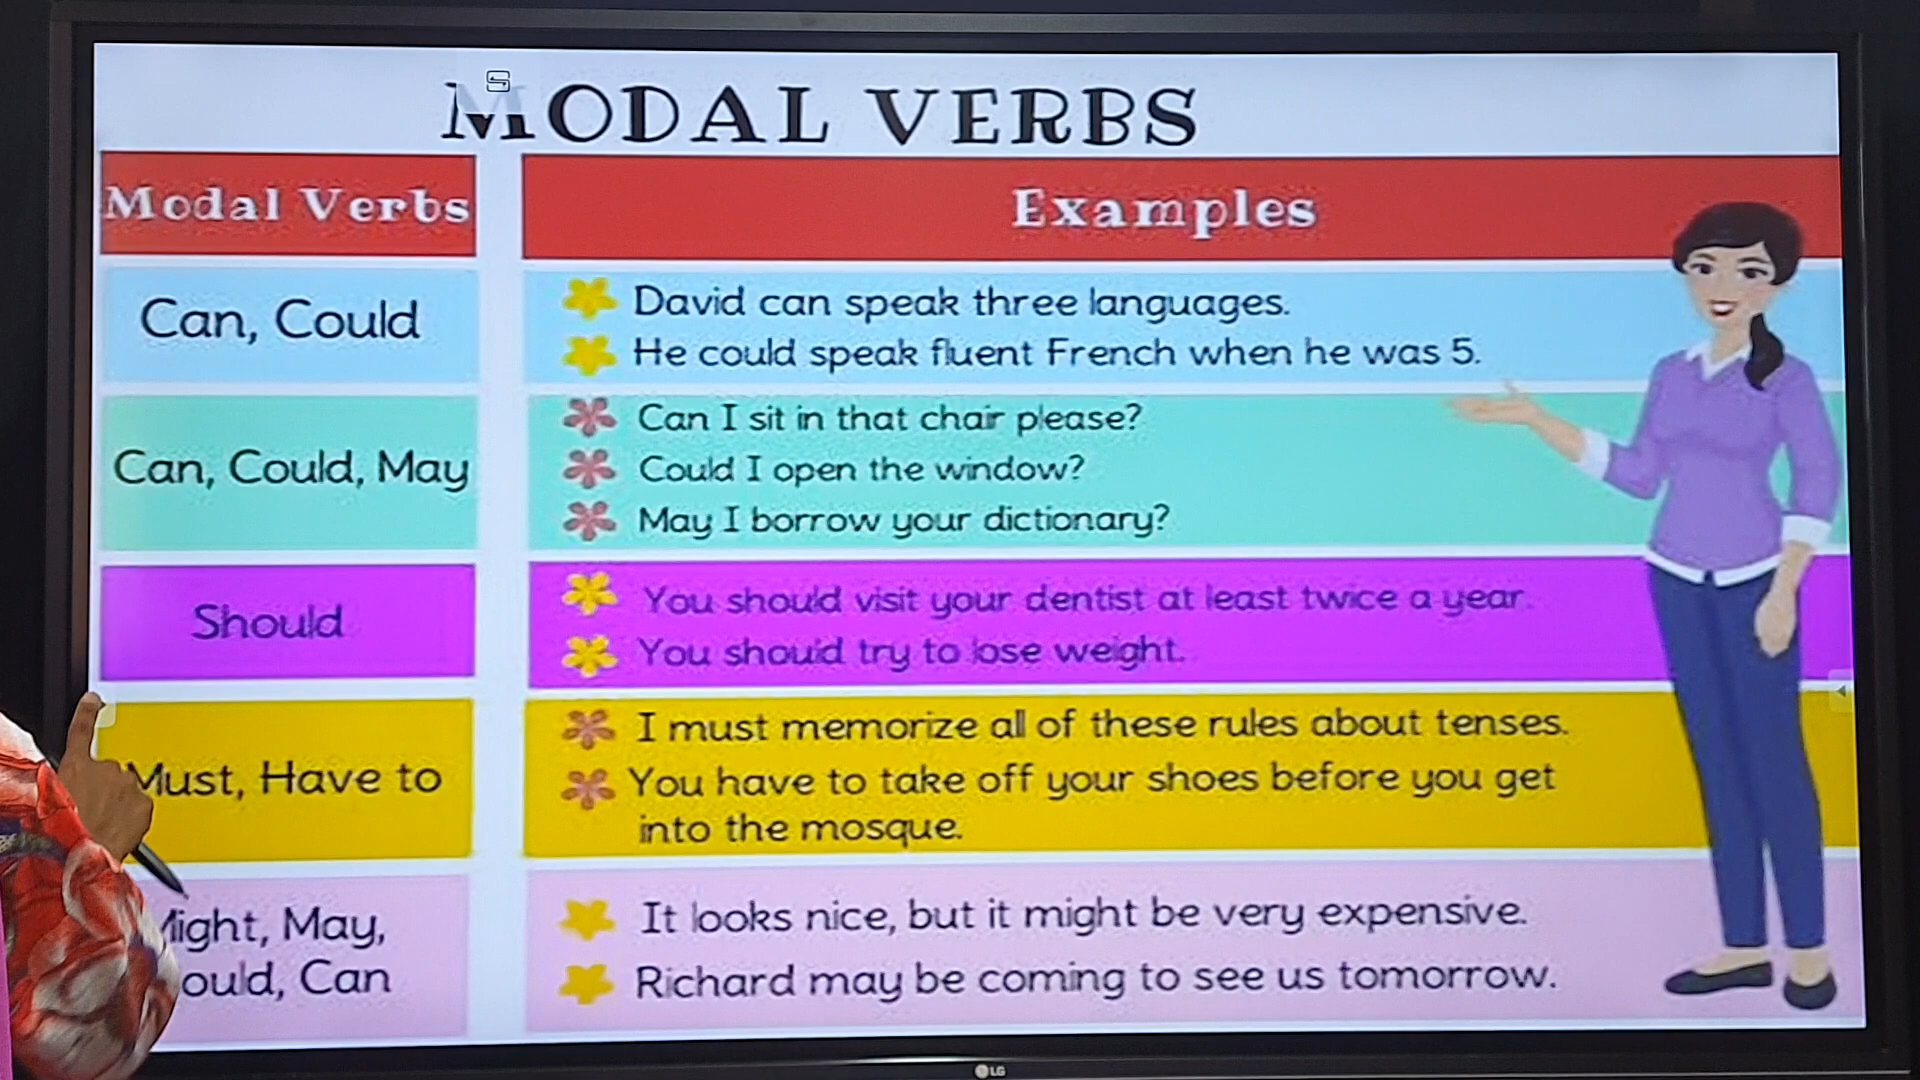 MODAL VERBS
Modal Verbs
Examples
Can, Could
David can speak three languages.
He could speak fluent French when he was 5.
Can, Could, May
Can I sit in that chair please?
Could I open the window?
May I borrow your dictionary?
Should
You should visit your dentist at least twice a year.
You should try to lose weight.
Must, Have to
I must memorize all of these rules about tenses.
You have to take off your shoes before you get
into the mosque.
Might, May,
ould, Can
It looks nice, but it might be very expensive.
Richard may be coming to see us tomorrow.
LG